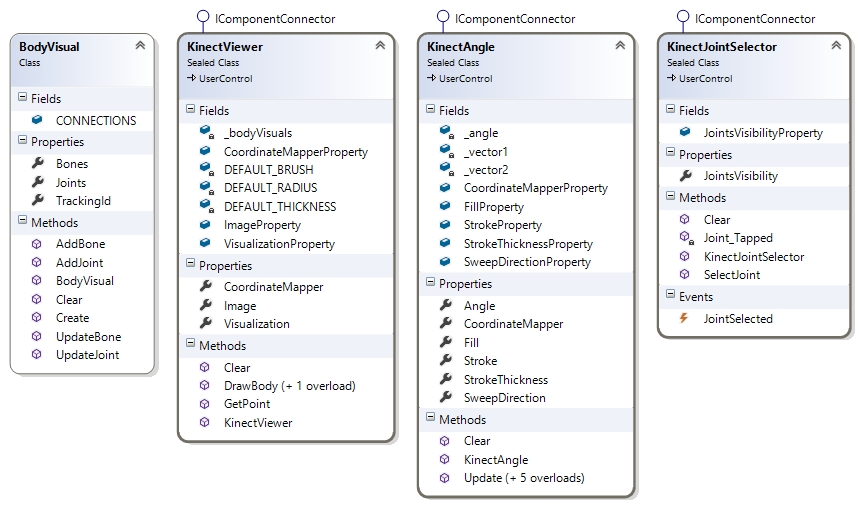 BodyVisual
Class
Fields
CONNECTIONS
Properties
Bones
Joints
TrackingId
Methods
AddBone
AddJoint
BodyVisual
Clear
Create
UpdateBone
UpdateJoint
IComponentConnector
KinectViewer
Sealed Class
UserControl
Fields
_bodyVisuals
CoordinateMapperProperty
DEFAULT_BRUSH
DEFAULT_RADIUS
DEFAULT_THICKNESS
ImageProperty
VisualizationProperty
Properties
CoordinateMapper
Image
Visualization
Methods
Clear
DrawBody (+ 1 overload)
GetPoint
KinectViewer
IComponentConnector
KinectAngle
Sealed Class
UserControl
Fields
_angle
_vector1
_vector2
CoordinateMapperProperty
FillProperty
StrokeProperty
StrokeThicknessProperty
SweepDirectionProperty
Properties
Angle
CoordinateMapper
Fill
Stroke
StrokeThickness
SweepDirection
Methods
Clear
KinectAngle
Update (+ 5 overloads)
IComponentConnector
KinectJointSelector
Sealed Class
UserControl
Fields
JointsVisibilityProperty
Properties
JointsVisibility
Methods
Clear
Joint_Tapped
KinectJointSelector
SelectJoint
Events
JointSelected